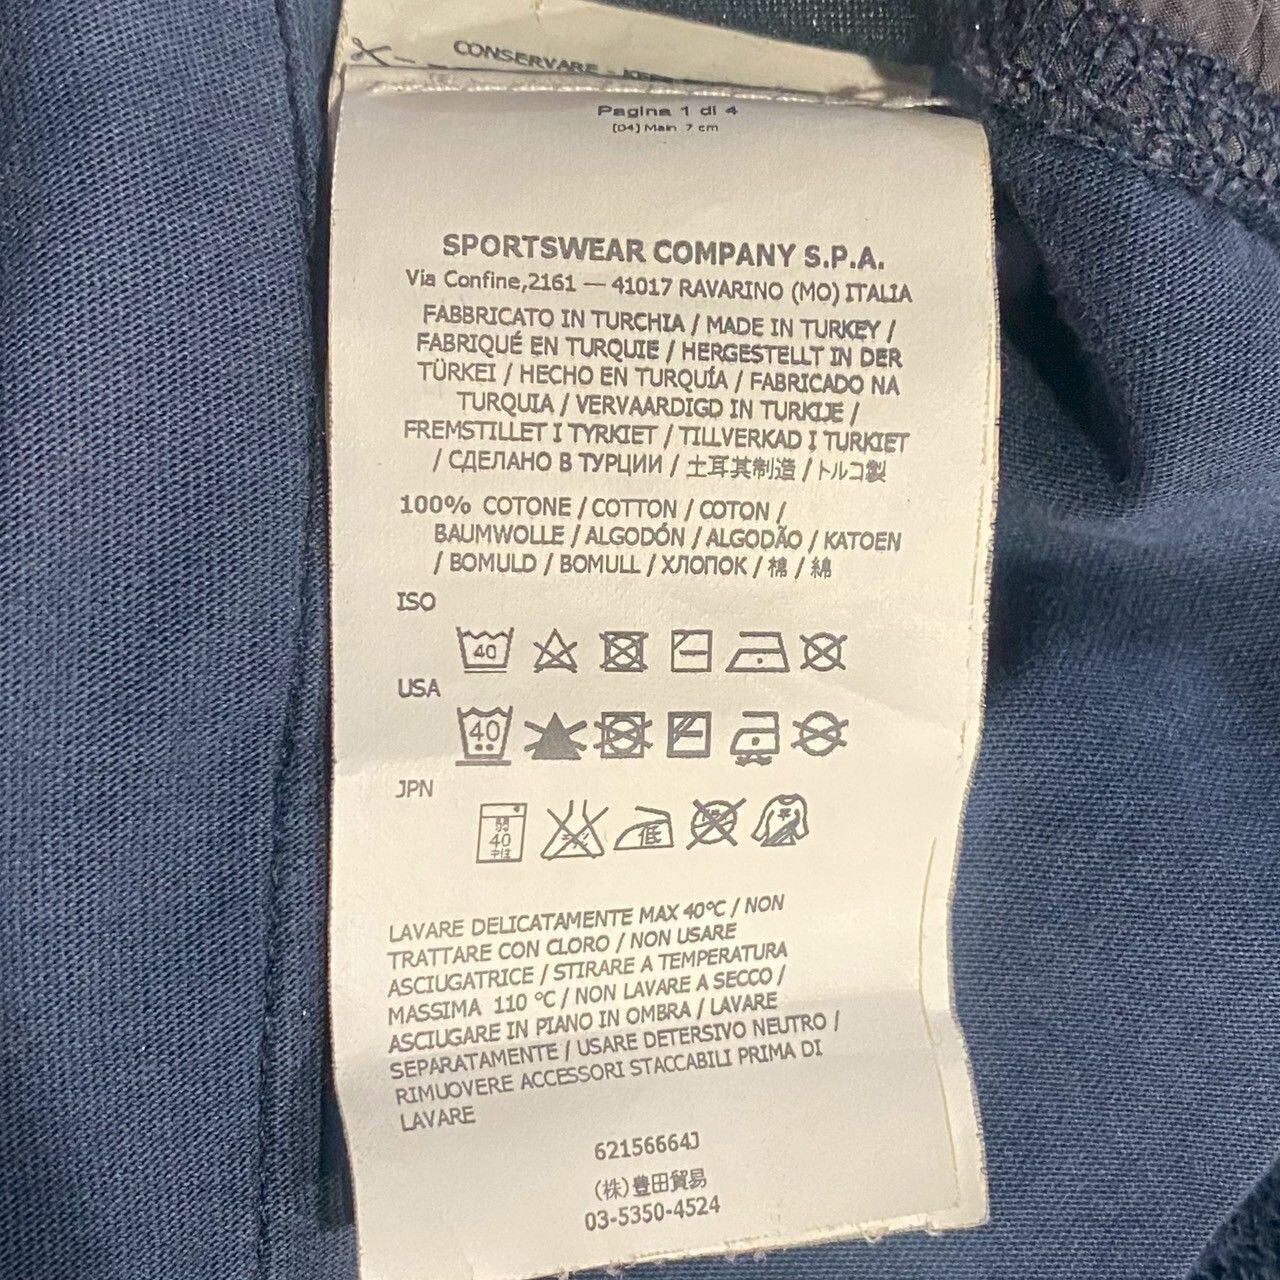 CONSERVARE -
Pagina 1 di 4
[04] Main 7 cm
SPORTSWEAR COMPANY S.P.A.
Via Confine,2161 — 41017 RAVARINO (MO) ITALIA
FABBRICATO IN TURCHIA / MADE IN TURKEY /
FABRIQUÉ EN TURQUIE / HERGESTELLT IN DER
TÜRKEI / HECHO EN TURQUÍA / FABRICADO NA
TURQUIA / VERVAARDIGD IN TURKIJE /
FREMSTILLET I TYRKIET / TILLVERKAD I TURKIET
/ СДЕЛАНО В ТУРЦИИ / 土耳其制造 / トルコ製
100% COTONE / COTTON / COTON /
BAUMWOLLE / ALGODÓN / ALGODÃO / KATOEN
/ BOMULD / BOMULL / ХЛОПОК / 棉 / 綿
ISO
40
USA
40
JPN
弱
40
中性
低
LAVARE DELICATAMENTE MAX 40°C / NON
TRATTARE CON CLORO / NON USARE
ASCIUGATRICE / STIRARE A TEMPERATURA
MASSIMA 110 °C / NON LAVARE A SECCO /
ASCIUGARE IN PIANO IN OMBRA / LAVARE
SEPARATAMENTE / USARE DETERSIVO NEUTRO /
RIMUOVERE ACCESSORI STACCABILI PRIMA DI
LAVARE
62156664J
(株)豊田貿易
03-5350-4524